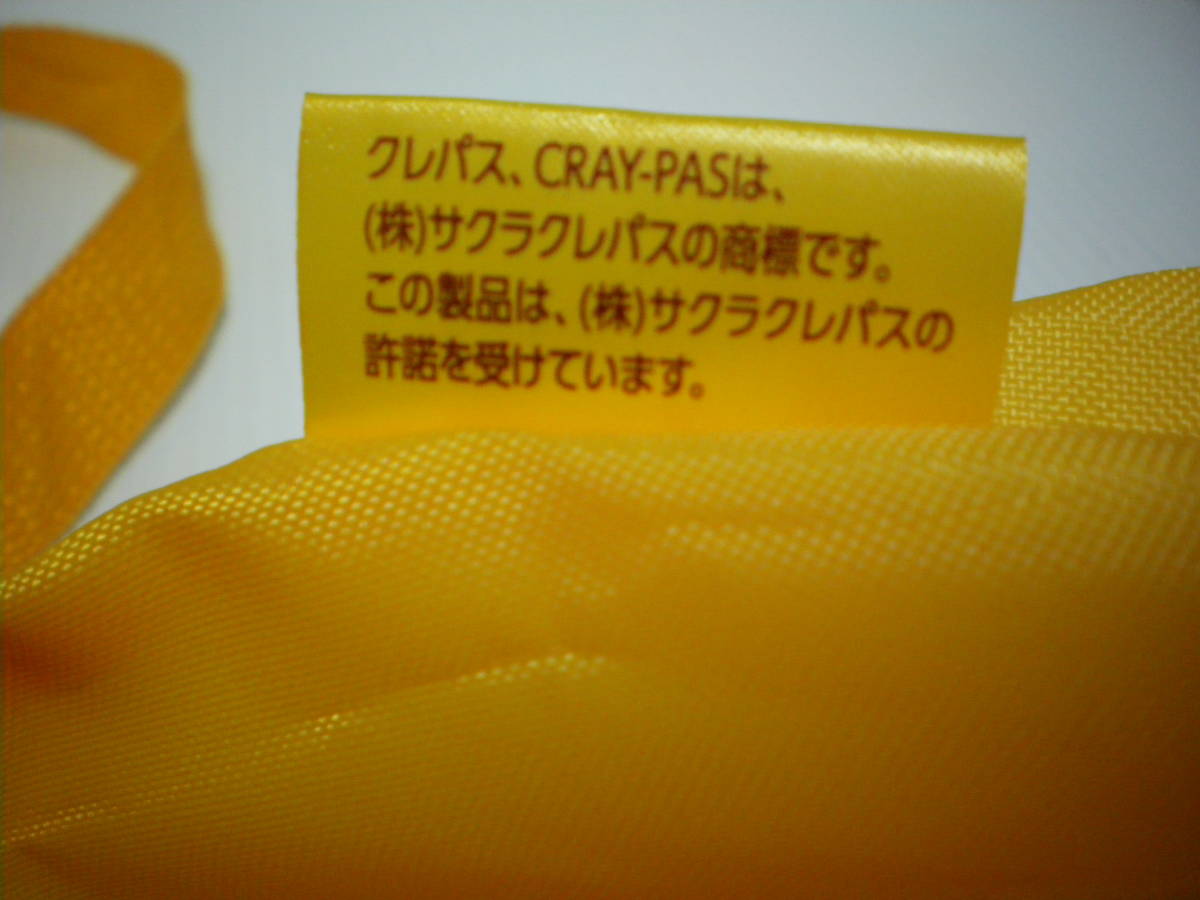 クレパス、CRAY-PASは、
(株)サクラクレパスの商標です。
この製品は、(株)サクラクレパスの
許諾を受けています。